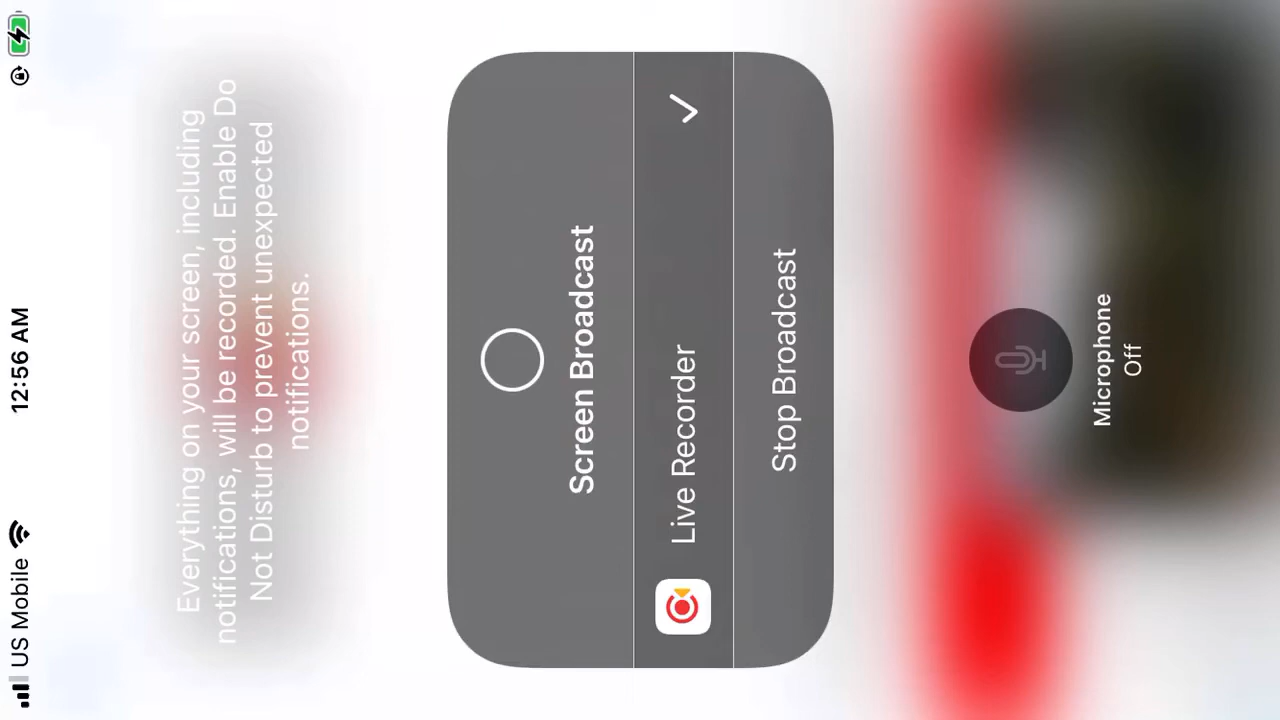 US Mobile
12:56 AM
Everything on your screen, including
notifications, will be recorded. Enable Do
Not Disturb to prevent unexpected
notifications.
Screen Broadcast
Live Recorder
Stop Broadcast
Microphone
Off